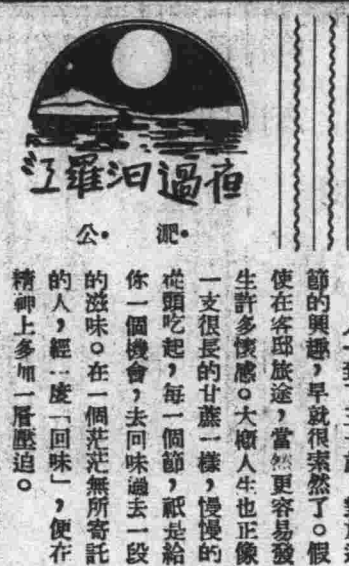 夜過汨羅江
淝公
節的興趣，早就很索然了。假
使在客邸旅途，當然更容易發
生許多懷感。大槪人生也正像
一支很長的甘蔗一樣，慢慢的
從頭吃起，每一個節，祇是給
你一個機會，去回味過去一段
的滋味。在一個茫茫無所寄託
的人，經一度「回味」，便在
精神上多加一層壓迫。